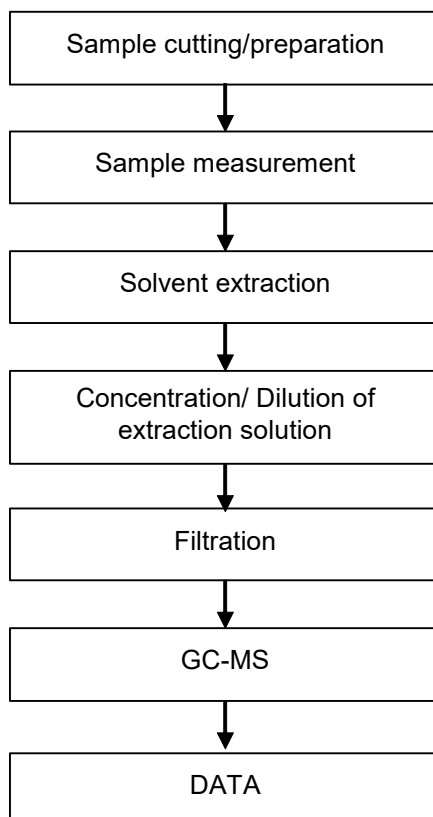 Sample cutting/preparation
Sample measurement
Solvent extraction
Concentration/ Dilution of
extraction solution
Filtration
GC-MS
DATA